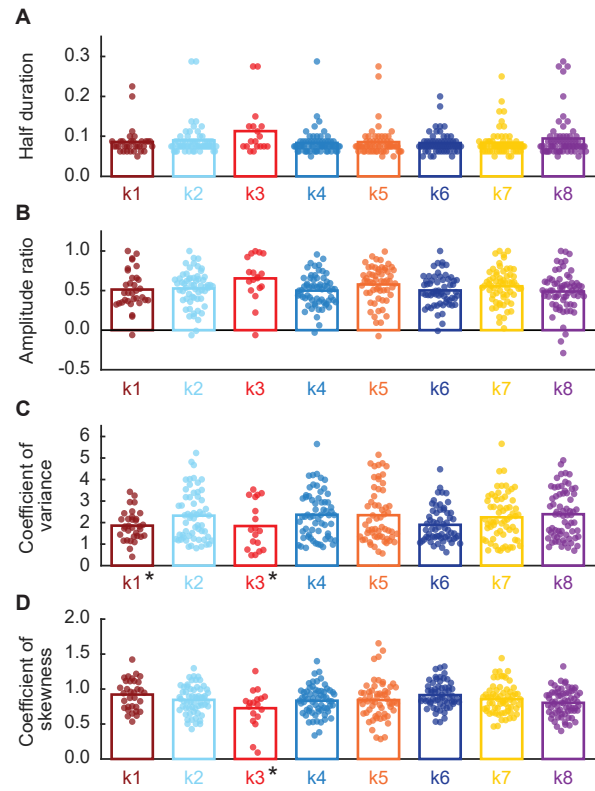 A
Half duration
0.3
0.2
0.1
0.0
k1 k2 k3 k4 k5 k6 k7 k8
B
Amplitude ratio
1.0
0.5
0.0
-0.5
k1 k2 k3 k4 k5 k6 k7 k8
C
Coefficient of
variance
6
5
4
3
2
1
0
k1* k2 k3* k4 k5 k6 k7 k8
D
Coefficient of
skewness
2.0
1.5
1.0
0.5
0.0
k1 k2 k3* k4 k5 k6 k7 k8